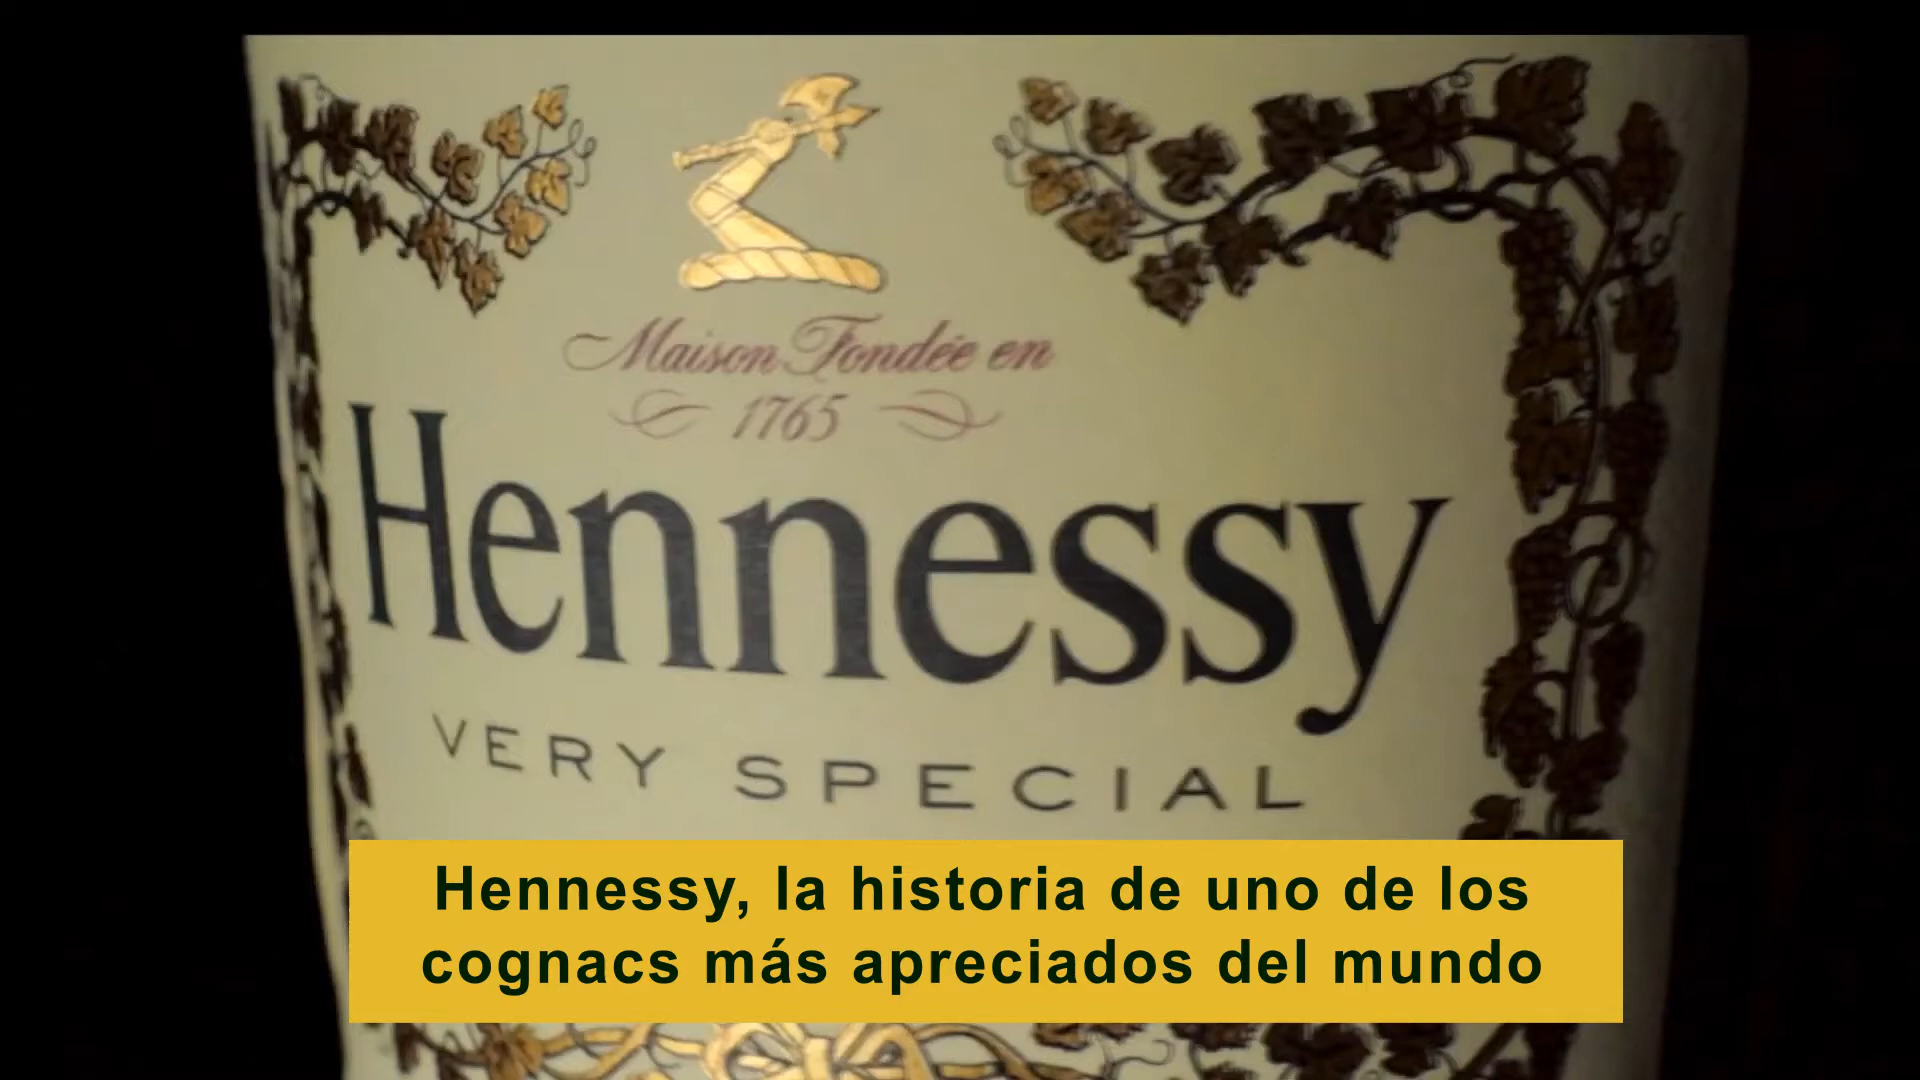 Maison Fondée en
1765
Hennessy
VERY SPECIAL
Hennessy, la historia de uno de los
cognacs más apreciados del mundo